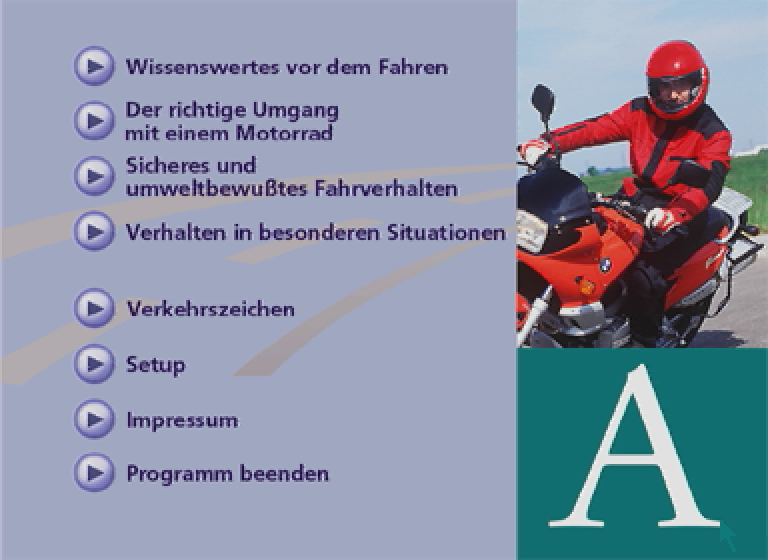 Wissenswertes vor dem Fahren
Der richtige Umgang
mit einem Motorrad
Sicheres und
umweltbewußtes Fahrverhalten
Verhalten in besonderen Situationen
Verkehrszeichen
Setup
Impressum
Programm beenden
A